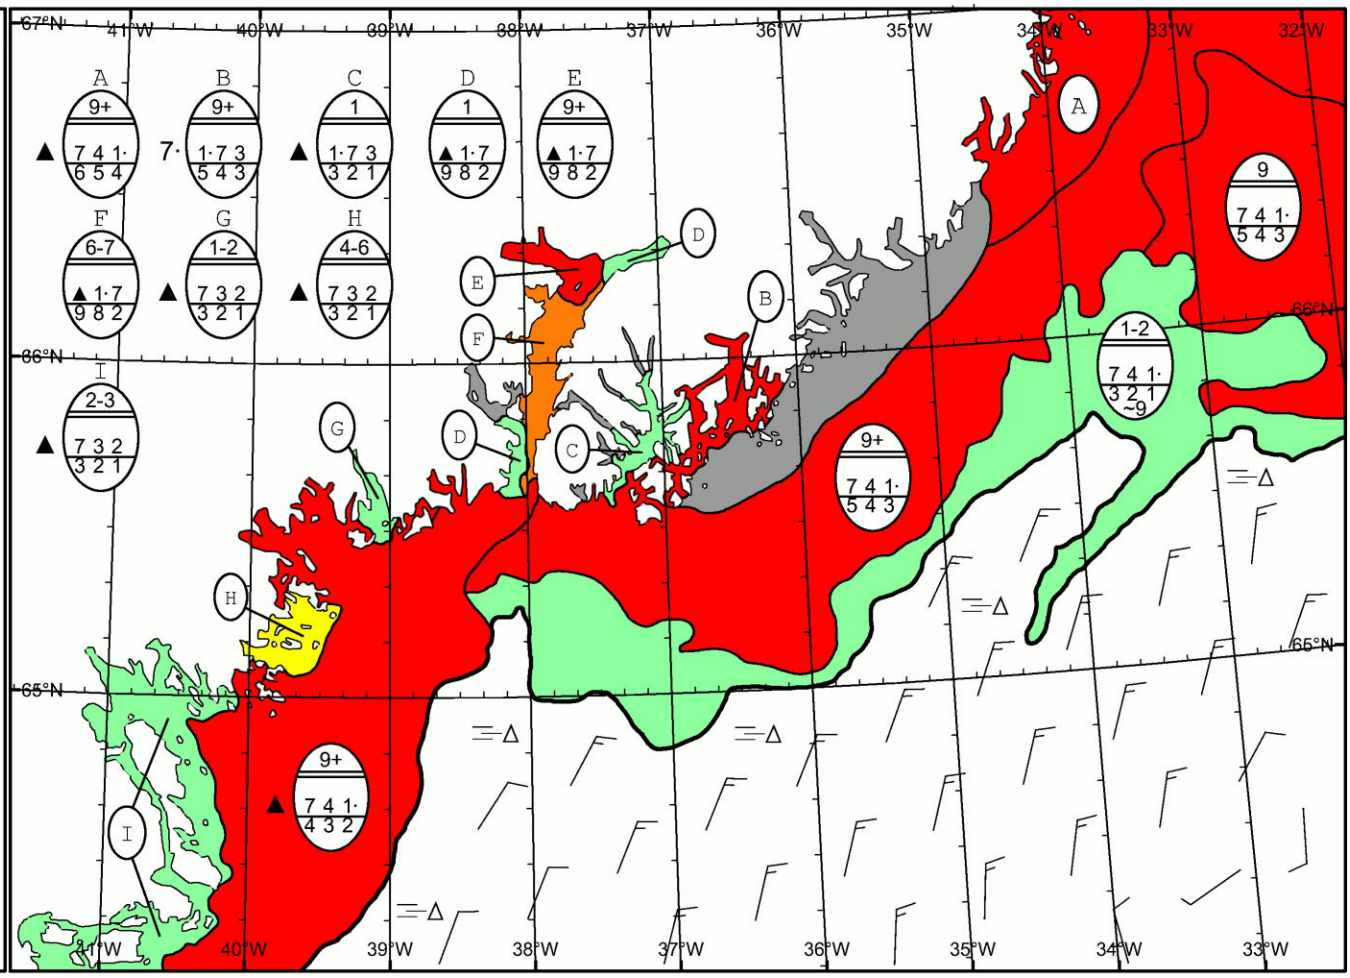 67°N 41°W 40°W 39°W 38°W 37°W 36°W 35°W 34°W 33°W 32°W
A B C D E
9+ 9+ 1 1 9+
▲ 7 4 1· 7· 1·7 3 ▲ 1·7 3 ▲ 1·7 ▲ 1·7
6 5 4 5 4 3 3 2 1 9 8 2 9 8 2
F G H
6-7 1-2 4-6
▲ 1·7 ▲ 7 3 2 ▲ 7 3 2
9 8 2 3 2 1 3 2 1
I
2-3
▲ 7 3 2
3 2 1
A
9
7 4 1·
5 4 3
D
E
B
F
66°N
66°N
1-2
7 4 1·
3 2 1
~9
G
D
C
9+
7 4 1·
5 4 3
H
65°N
65°N
9+
▲ 7 4 1·
4 3 2
I
41°W 40°W 39°W 38°W 37°W 36°W 35°W 34°W 33°W